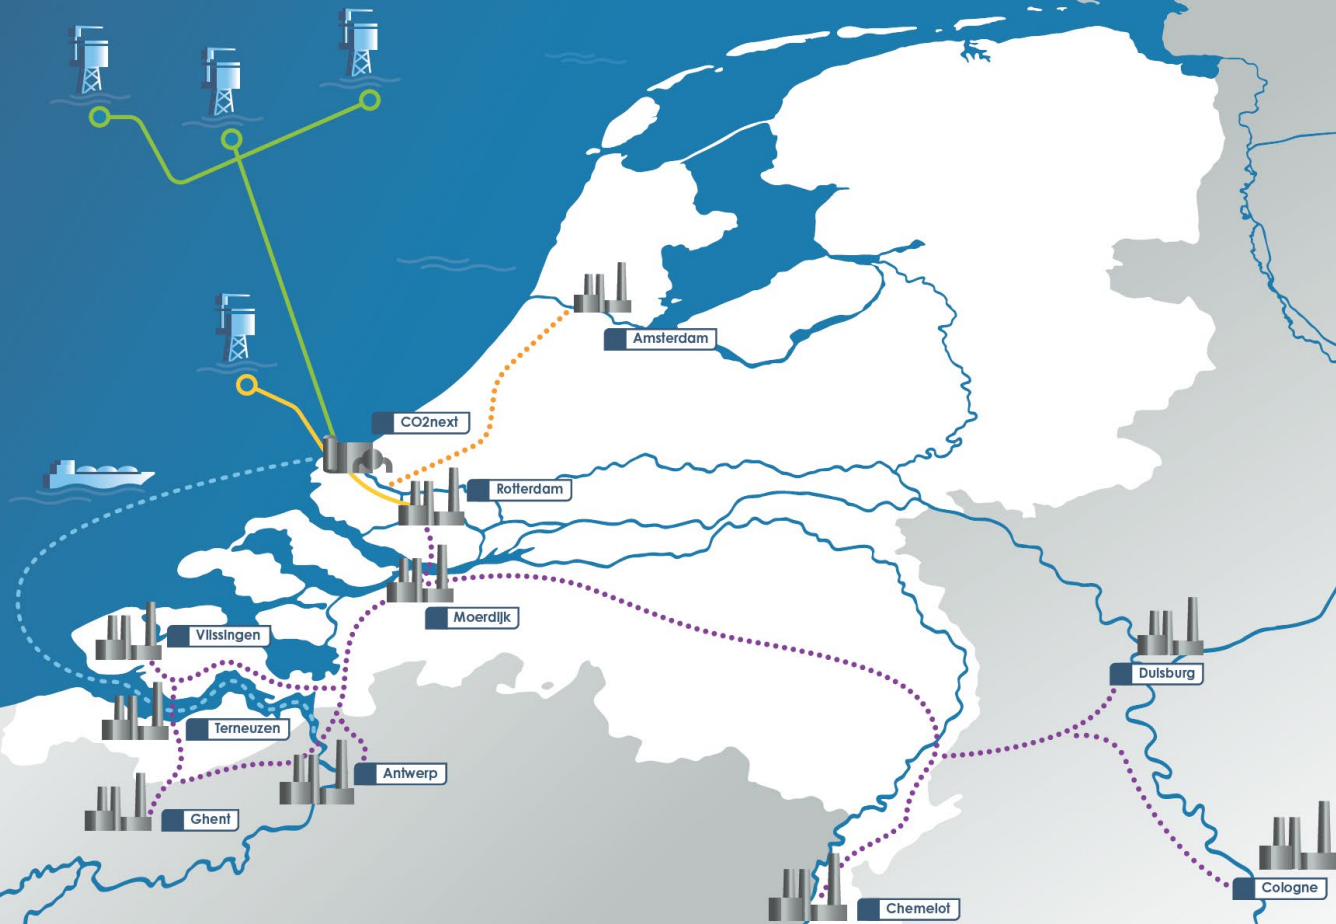 Amsterdam
CO2next
Rotterdam
Moerdijk
Vlissingen
Duisburg
Terneuzen
Antwerp
Ghent
Cologne
Chemelot